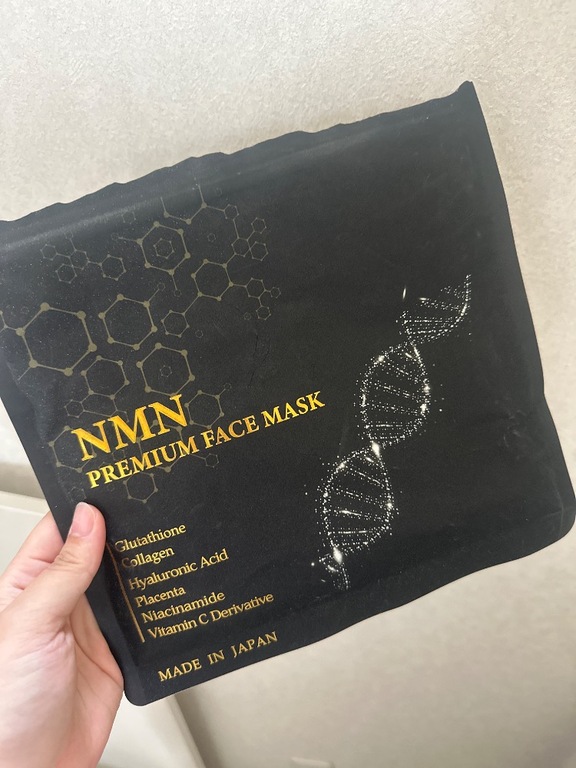 NMN
PREMIUM FACE MASK
Glutathione
Collagen
Hyaluronic Acid
Placenta
Niacinamide
Vitamin C Derivative
MADE IN JAPAN